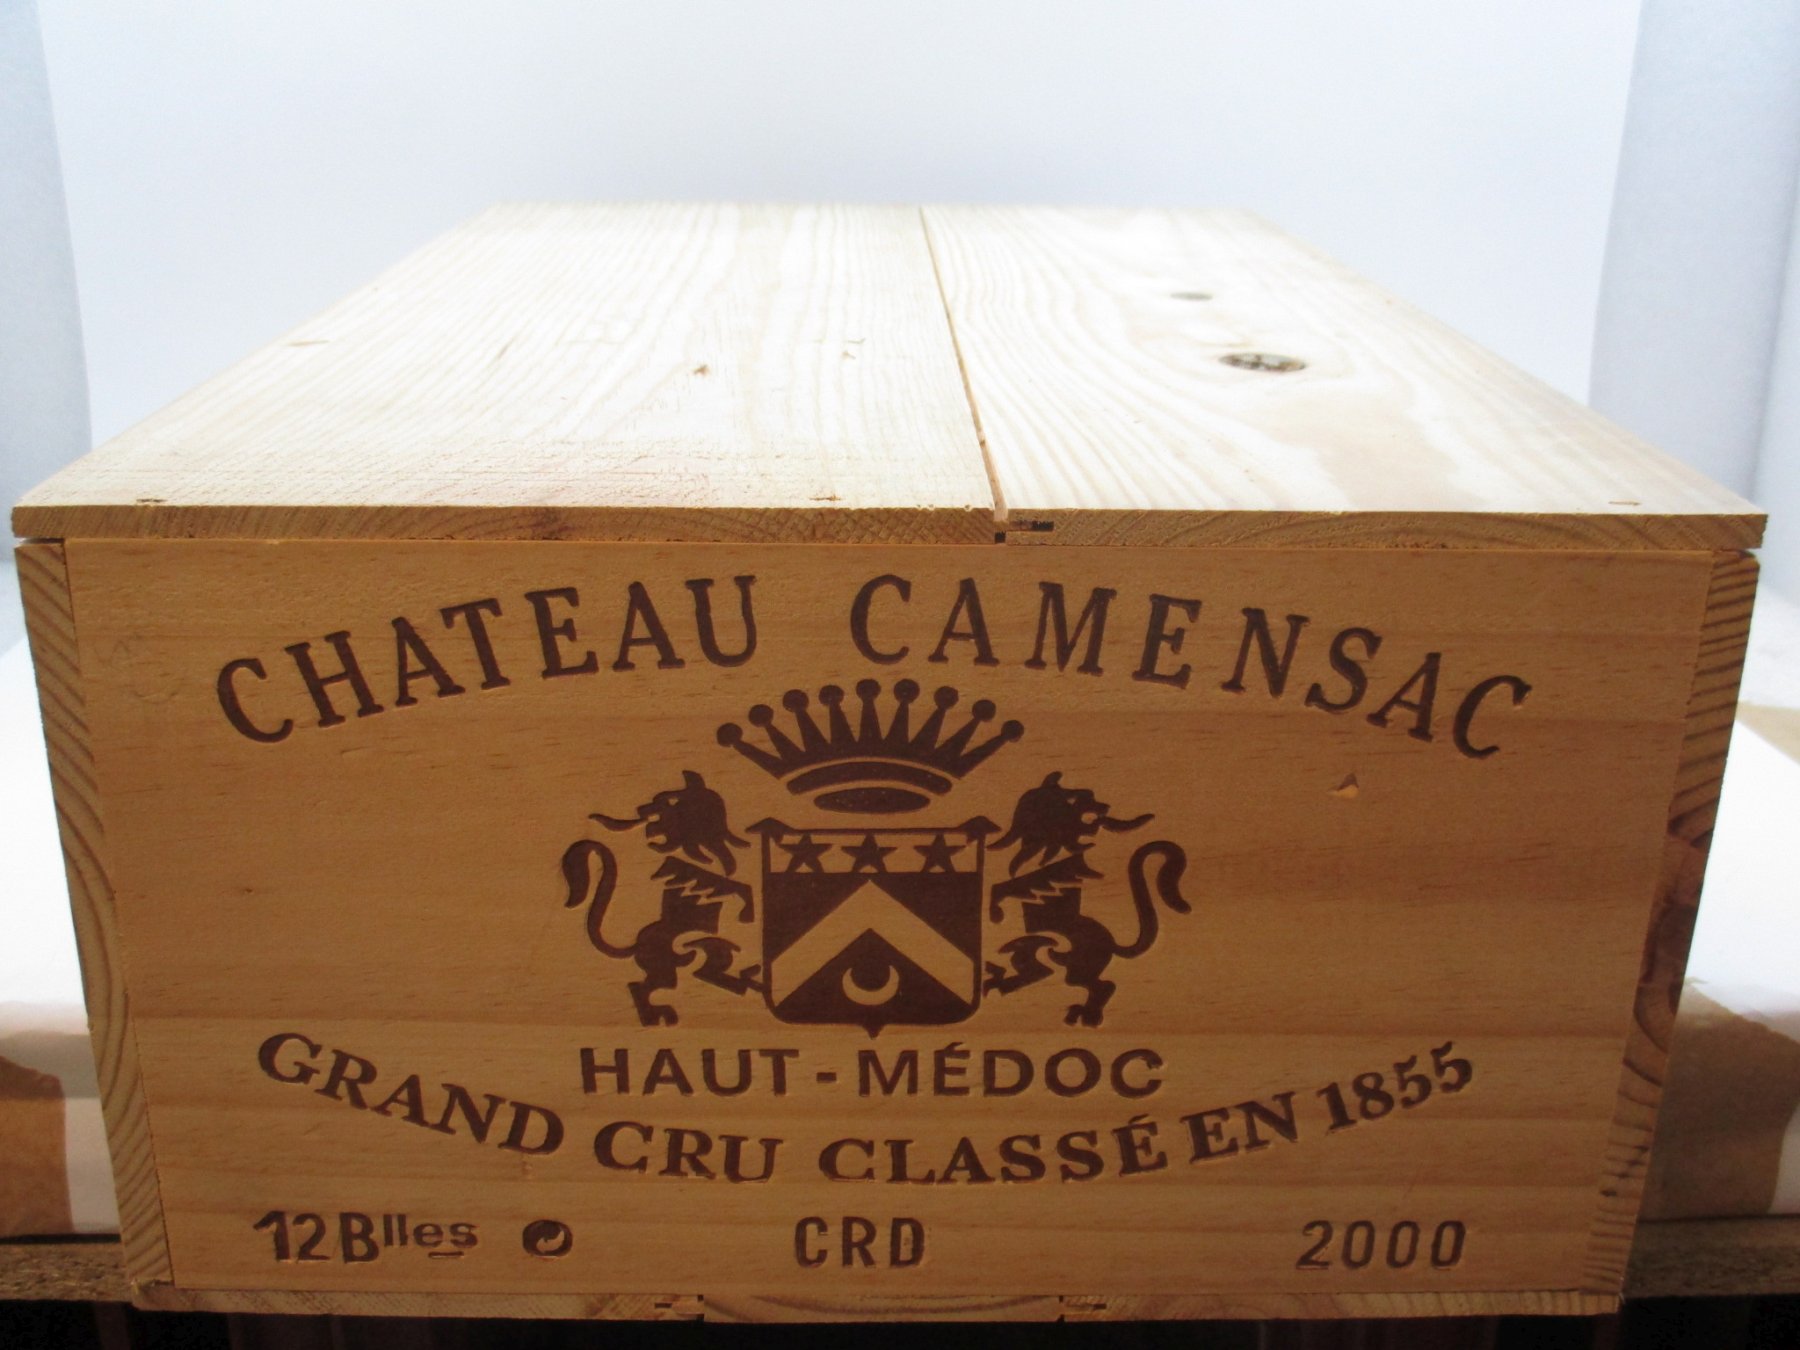 CHATEAU CAMENSAC
HAUT-MÉDOC
GRAND CRU CLASSÉ EN 1855
12 Blles CRD 2000